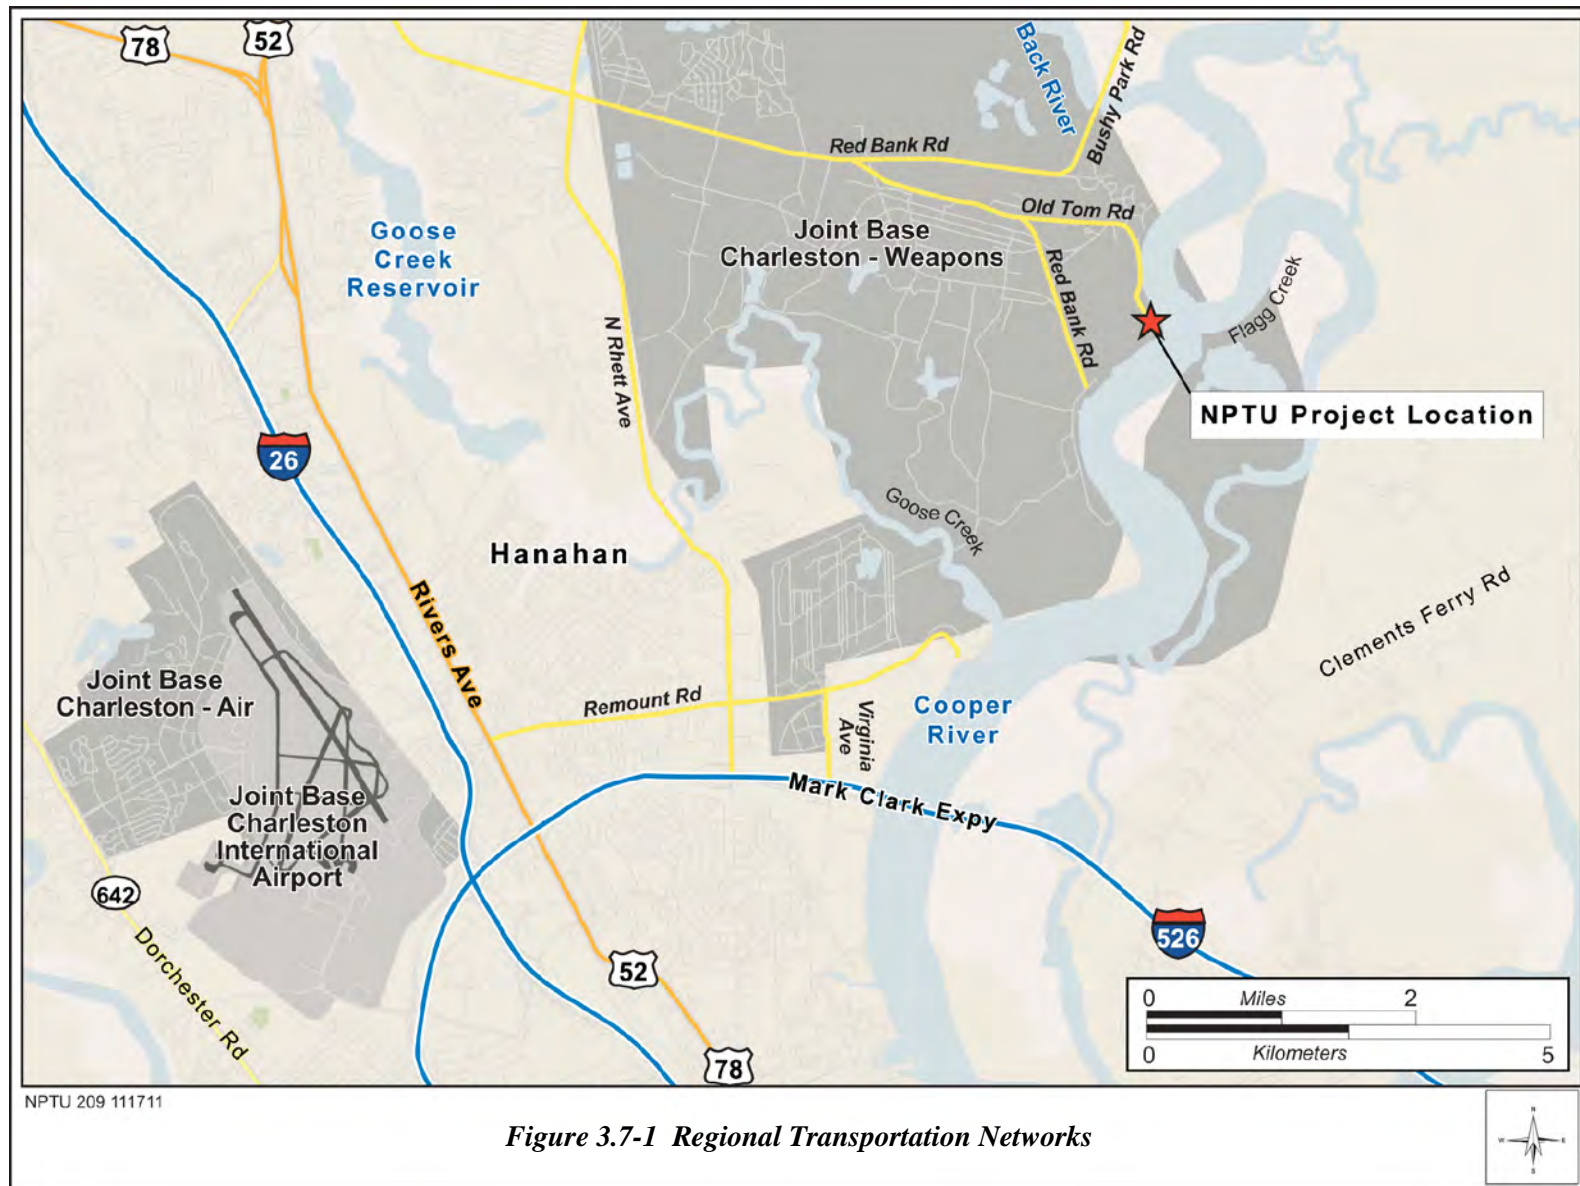 78
52
Back River
Bushy Park Rd
Red Bank Rd
Old Tom Rd
Goose
Creek
Reservoir
Joint Base
Charleston - Weapons
Red Bank Rd
Flagg Creek
N Rhett Ave
NPTU Project Location
26
Goose Creek
Hanahan
Rivers Ave
Clements Ferry Rd
Joint Base
Charleston - Air
Remount Rd
Virginia
Ave
Cooper
River
Mark Clark Expy
Joint Base
Charleston
International
Airport
642
Dorchester Rd
526
52
78
0 Miles 2
0 Kilometers 5
NPTU 209 111711
Figure 3.7-1 Regional Transportation Networks
N
W E
S